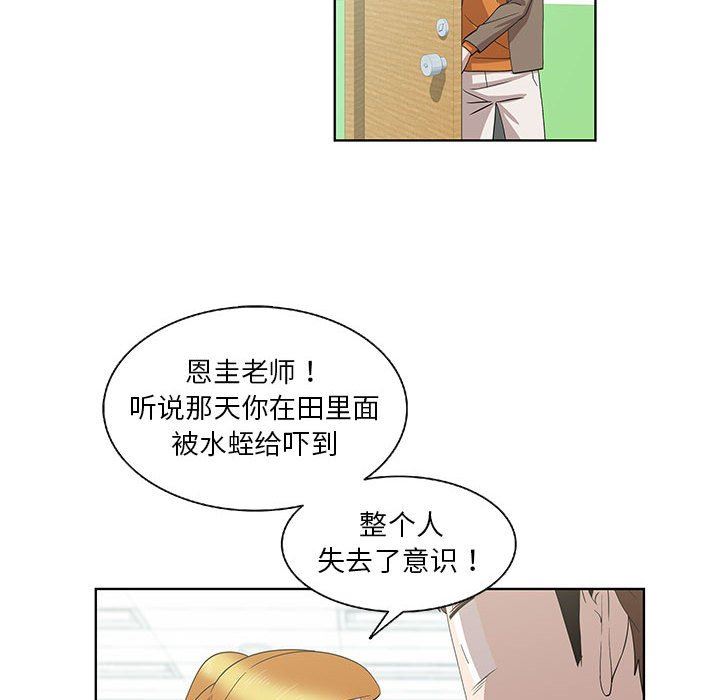 恩圭老师！
听说那天你在田里面
被水蛭给吓到
整个人
失去了意识！